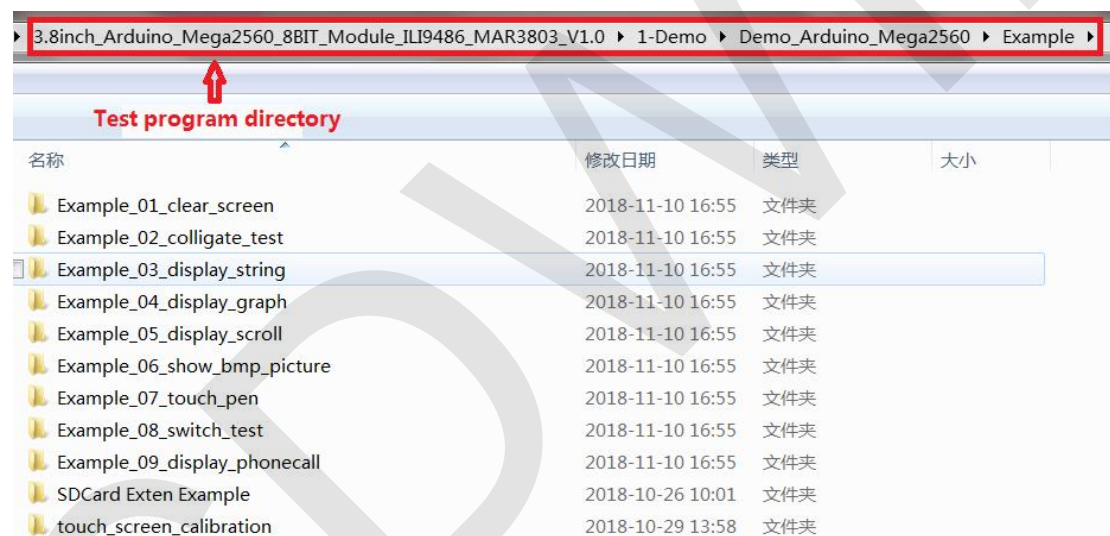 3.8inch_Arduino_Mega2560_8BIT_Module_ILI9486_MAR3803_V1.0 ▸ 1-Demo ▸ Demo_Arduino_Mega2560 ▸ Example ▸
Test program directory
名称 修改日期 类型 大小
Example_01_clear_screen 2018-11-10 16:55 文件夹
Example_02_colligate_test 2018-11-10 16:55 文件夹
Example_03_display_string 2018-11-10 16:55 文件夹
Example_04_display_graph 2018-11-10 16:55 文件夹
Example_05_display_scroll 2018-11-10 16:55 文件夹
Example_06_show_bmp_picture 2018-11-10 16:55 文件夹
Example_07_touch_pen 2018-11-10 16:55 文件夹
Example_08_switch_test 2018-11-10 16:55 文件夹
Example_09_display_phonecall 2018-11-10 16:55 文件夹
SDCard Exten Example 2018-10-26 10:01 文件夹
touch_screen_calibration 2018-10-29 13:58 文件夹